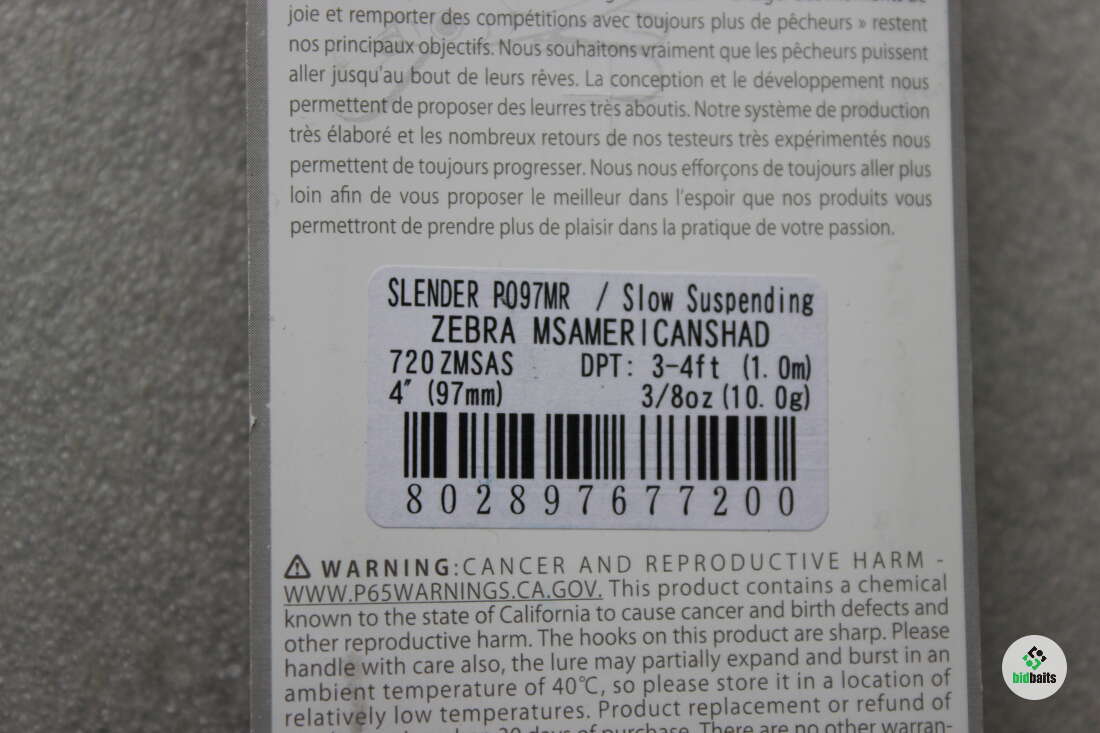 joie et remporter des compétitions avec toujours plus de pêcheurs » restent
nos principaux objectifs. Nous souhaitons vraiment que les pêcheurs puissent
aller jusqu'au bout de leurs rêves. La conception et le développement nous
permettent de proposer des leurres très aboutis. Notre système de production
très élaboré et les nombreux retours de nos testeurs très expérimentés nous
permettent de toujours progresser. Nous nous efforçons de toujours aller plus
loin afin de vous proposer le meilleur dans l'espoir que nos produits vous
permettront de prendre plus de plaisir dans la pratique de votre passion.
SLENDER PO97MR / Slow Suspending
ZEBRA MSAMERICANSHAD
720 ZMSAS DPT: 3-4ft (1.0m)
4″ (97mm) 3/8oz (10.0g)
802897677200
⚠ WARNING:CANCER AND REPRODUCTIVE HARM -
WWW.P65WARNINGS.CA.GOV. This product contains a chemical
known to the state of California to cause cancer and birth defects and
other reproductive harm. The hooks on this product are sharp. Please
handle with care also, the lure may partially expand and burst in an
ambient temperature of 40℃, so please store it in a location of
relatively low temperatures. Product replacement or refund of
30 days of purchase. There are no other warran-
bidbaits